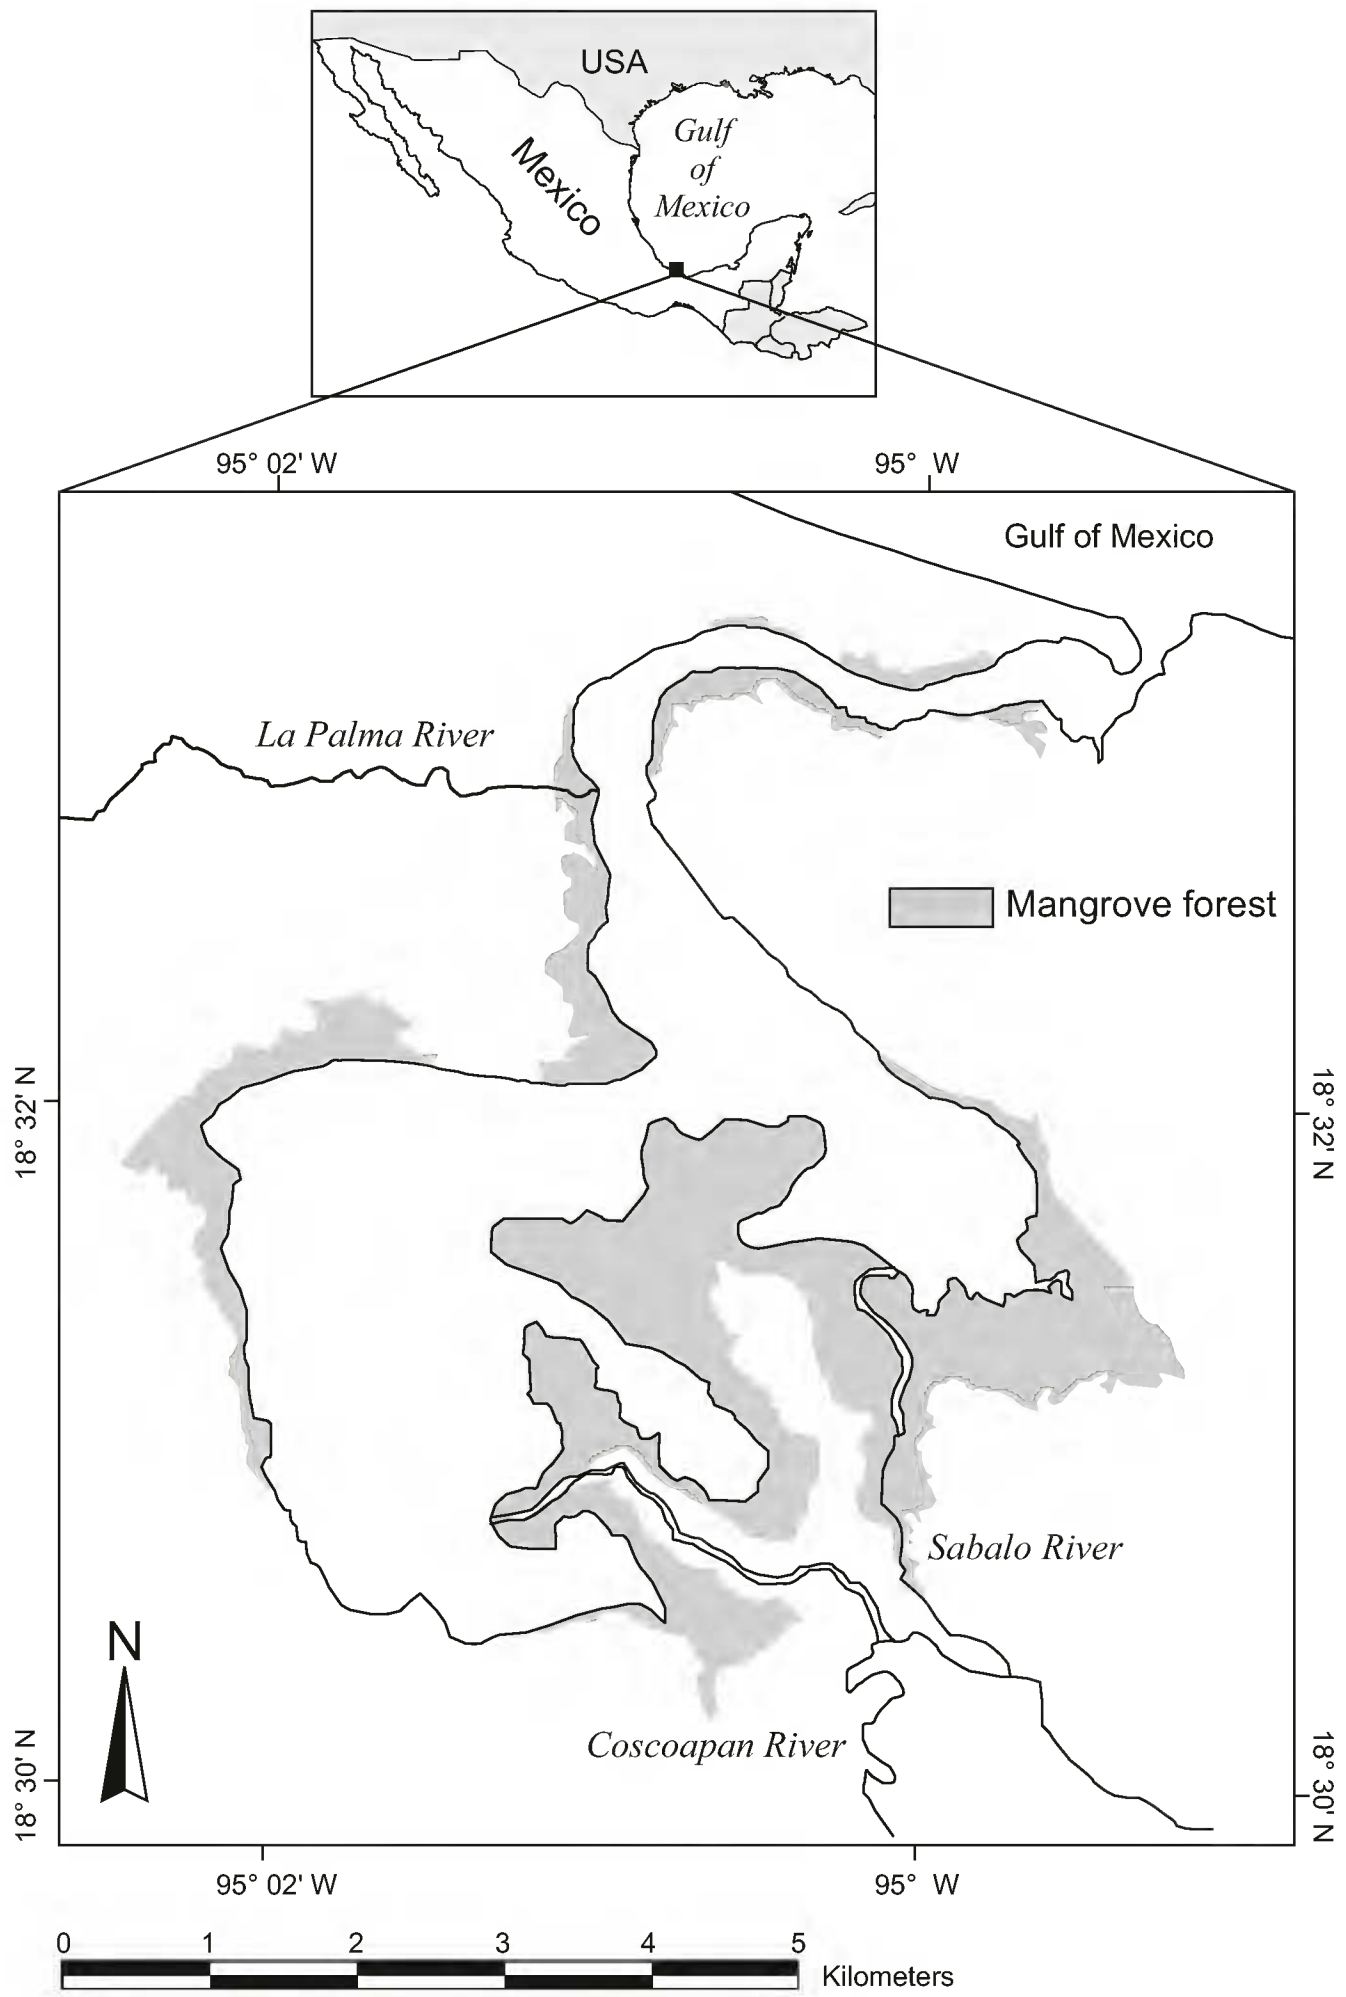 USA
Gulf
of
Mexico
Mexico
95° 02' W
95° W
Gulf of Mexico
La Palma River
Mangrove forest
18° 32' N
18° 32' N
Sabalo River
N
Coscoapan River
18° 30' N
18° 30' N
95° 02' W
95° W
0 1 2 3 4 5
Kilometers